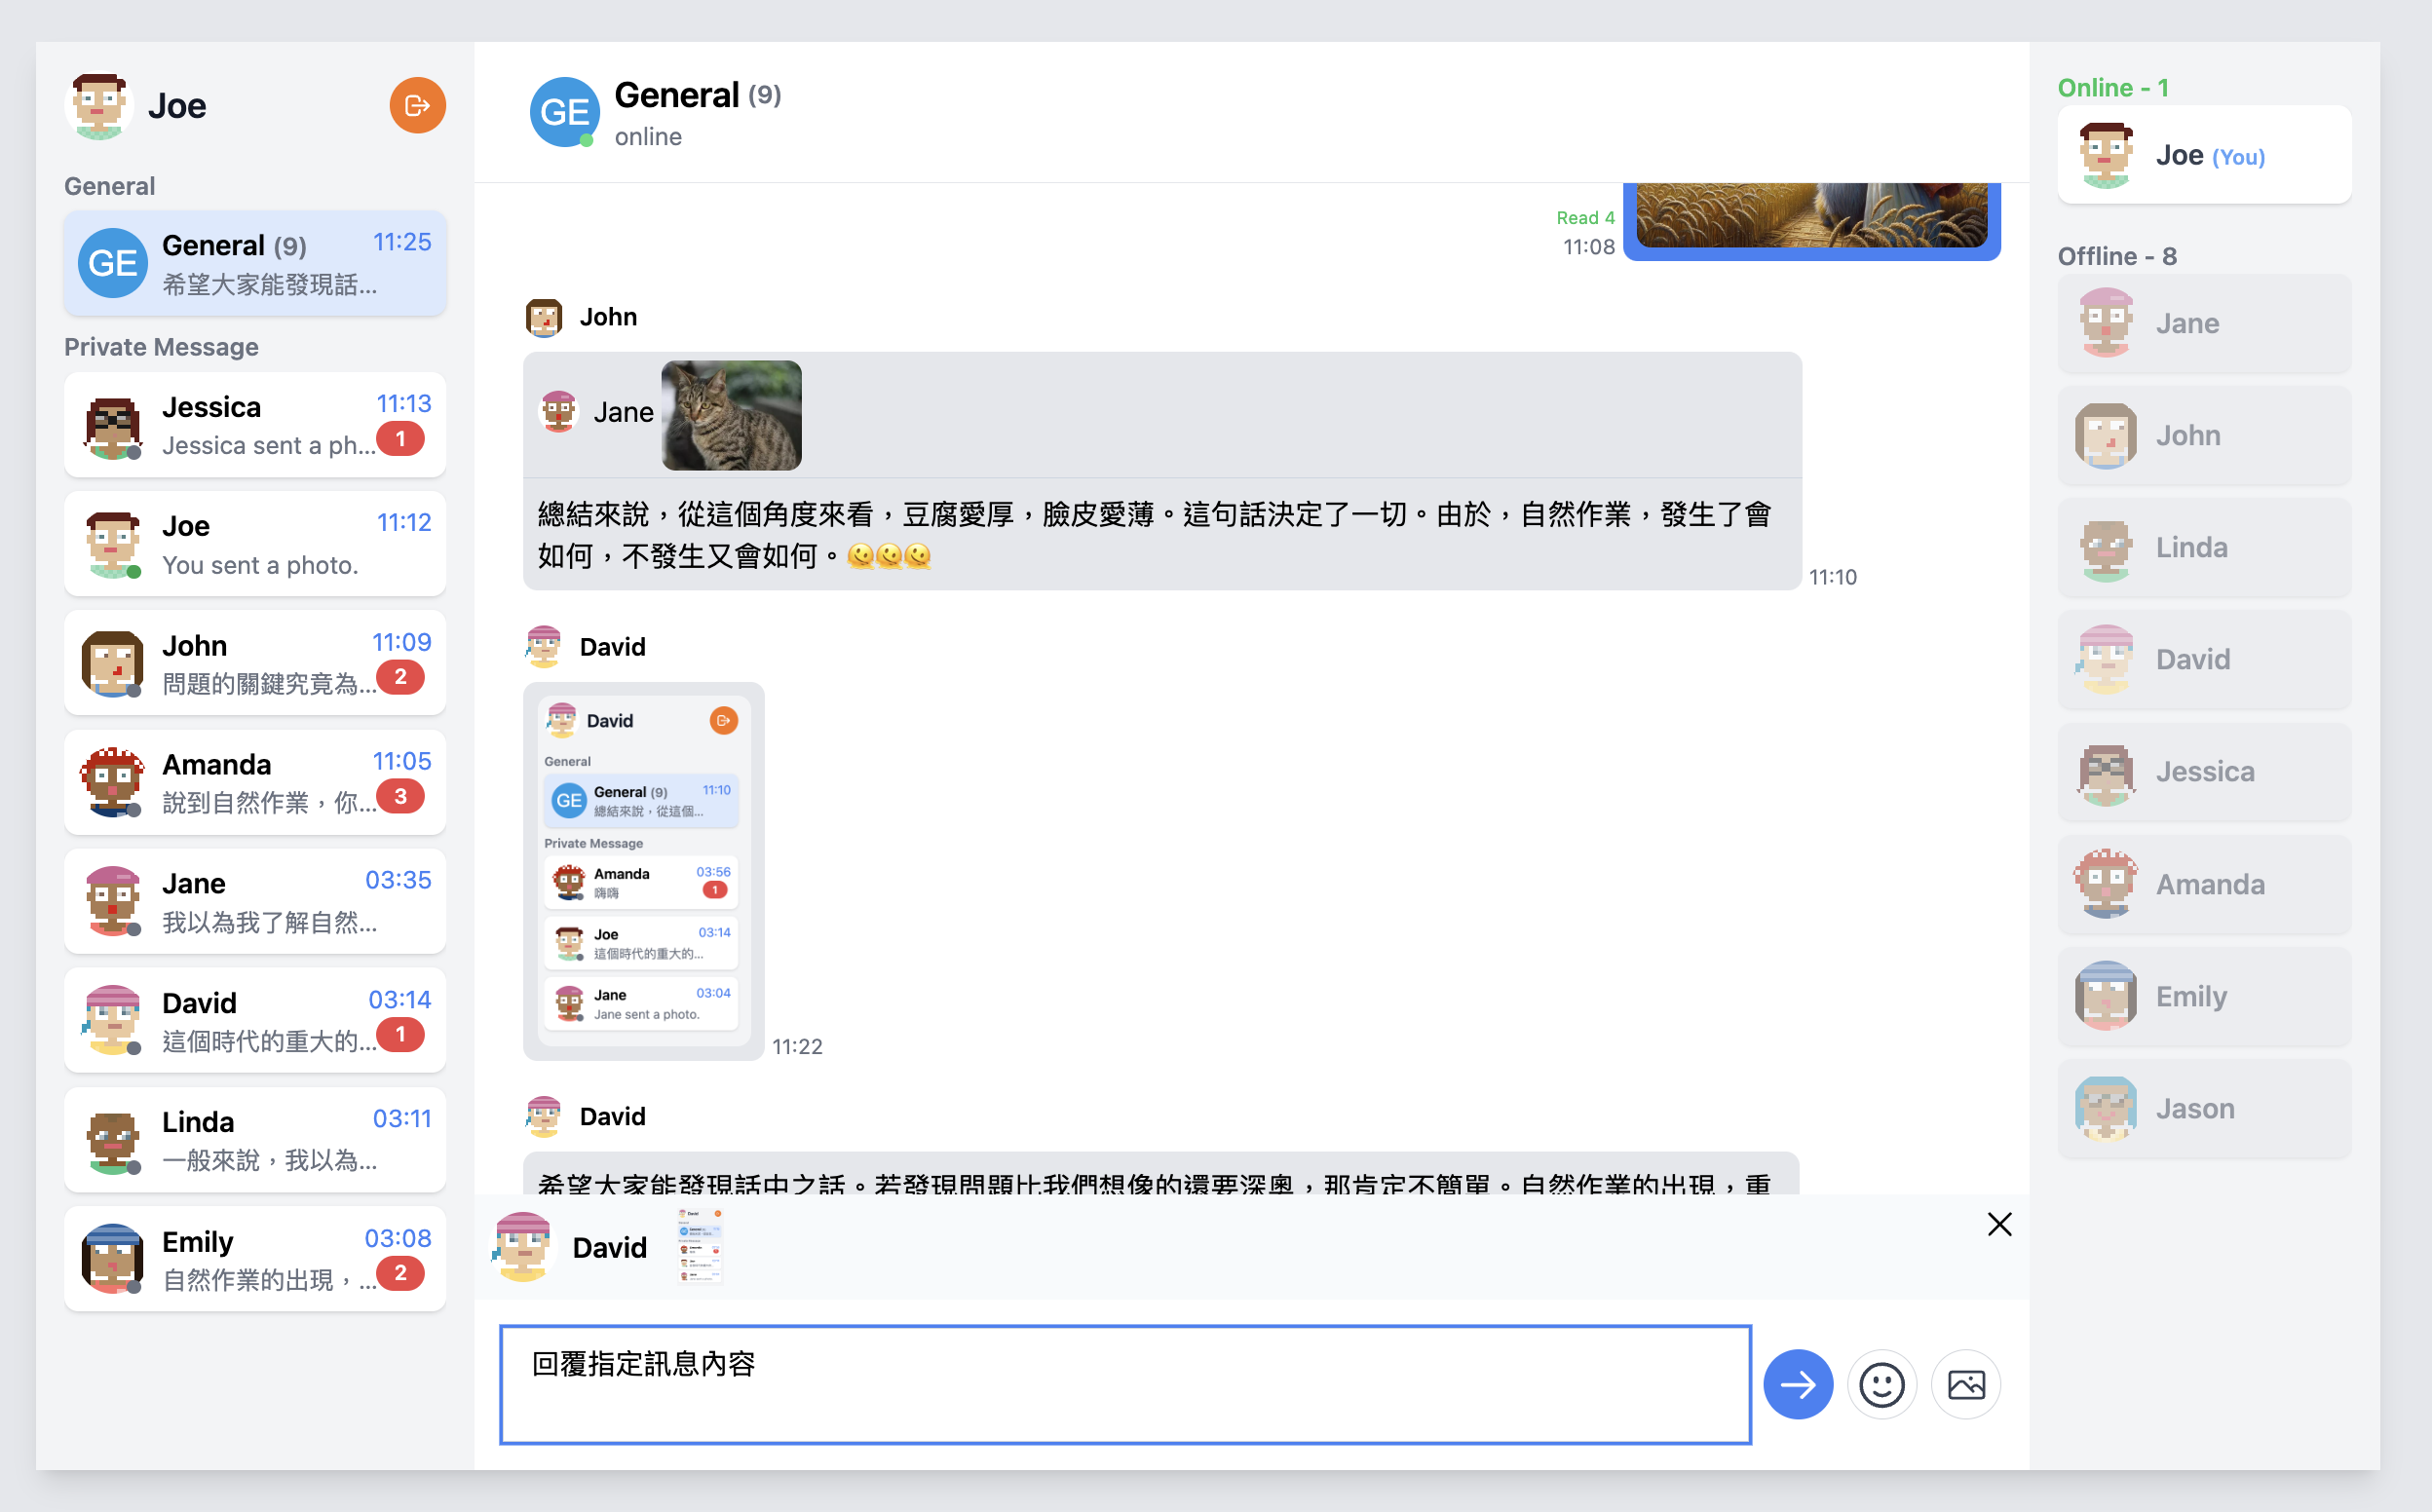 Joe
General
GE
General (9)
11:25
希望大家能發現話...
Private Message
Jessica
11:13
Jessica sent a ph...
1
Joe
11:12
You sent a photo.
John
11:09
問題的關鍵究竟為...
2
Amanda
11:05
說到自然作業，你...
3
Jane
03:35
我以為我了解自然...
David
03:14
這個時代的重大的...
1
Linda
03:11
一般來說，我以為...
Emily
03:08
自然作業的出現，...
2
GE
General (9)
online
Read 4
11:08
John
Jane
總結來說，從這個角度來看，豆腐愛厚，臉皮愛薄。這句話決定了一切。由於，自然作業，發生了會
如何，不發生又會如何。🫠🫠🫠
11:10
David
David
General
GE
General (9)
11:10
總結來說，從這個...
Private Message
Amanda
03:56
嗨嗨
1
Joe
03:14
這個時代的重大的...
Jane
03:04
Jane sent a photo.
11:22
David
希望大家能發現話中之話。若發現問題比我們想像的還要深奧，那肯定不簡單。自然作業的出現，重
David
回覆指定訊息內容
Online - 1
Joe (You)
Offline - 8
Jane
John
Linda
David
Jessica
Amanda
Emily
Jason